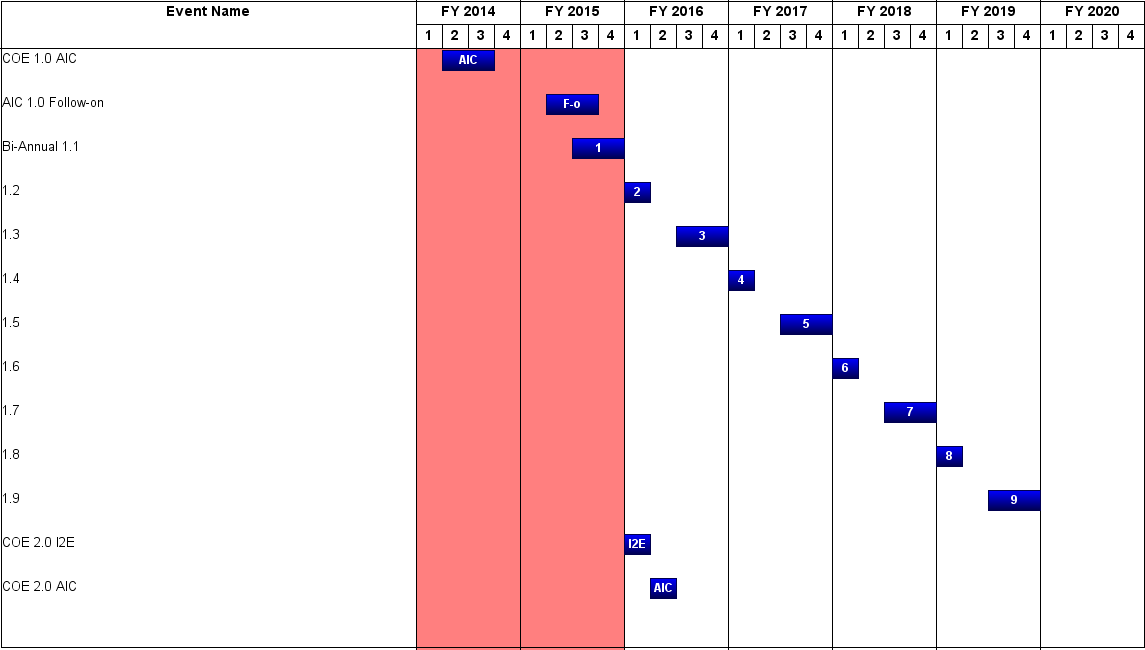 Event Name FY 2014 FY 2015 FY 2016 FY 2017 FY 2018 FY 2019 FY 2020
1 2 3 4 1 2 3 4 1 2 3 4 1 2 3 4 1 2 3 4 1 2 3 4 1 2 3 4
COE 1.0 AIC AIC
AIC 1.0 Follow-on F-o
Bi-Annual 1.1 1
1.2 2
1.3 3
1.4 4
1.5 5
1.6 6
1.7 7
1.8 8
1.9 9
COE 2.0 I2E I2E
COE 2.0 AIC AIC